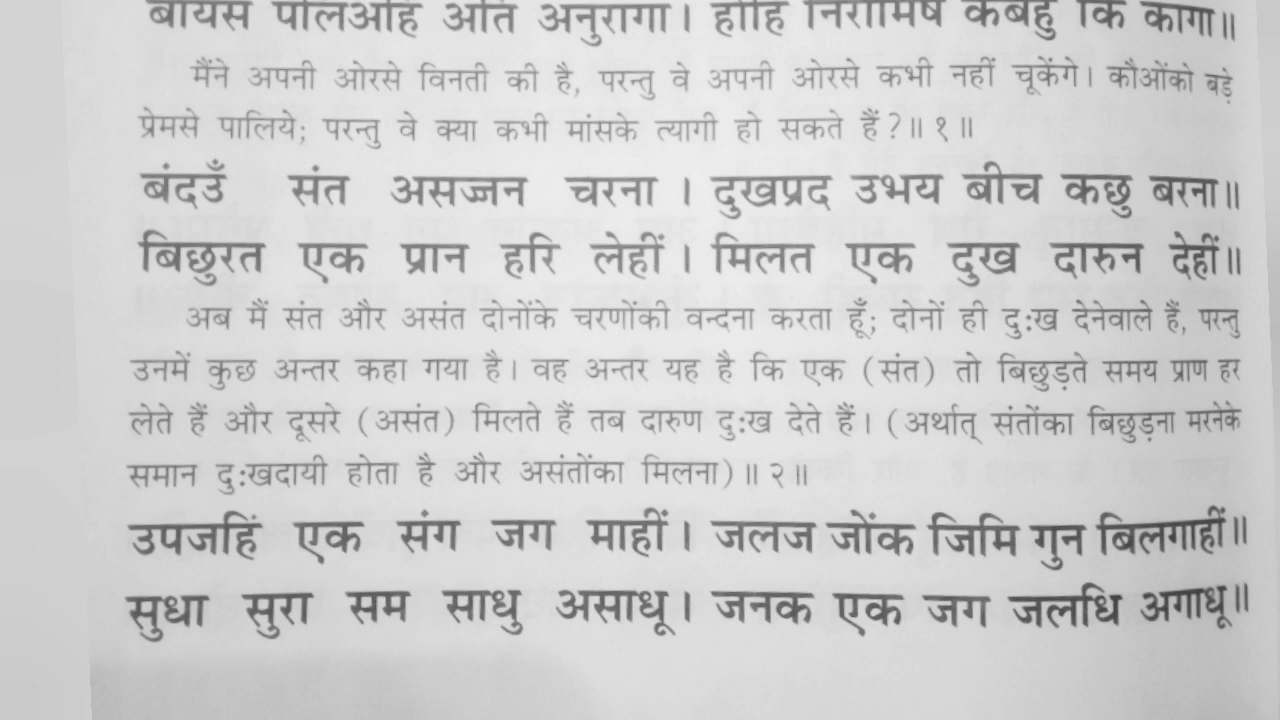 बायस पलिअहिं अति अनुरागा। होहिं निरामिष कबहुँ कि कागा॥
मैंने अपनी ओरसे विनती की है, परन्तु वे अपनी ओरसे कभी नहीं चूकेंगे। कौओंको बड़े
प्रेमसे पालिये; परन्तु वे क्या कभी मांसके त्यागी हो सकते हैं?॥ १॥
बंदउँ संत असज्जन चरना। दुखप्रद उभय बीच कछु बरना॥
बिछुरत एक प्रान हरि लेहीं। मिलत एक दुख दारुन देहीं॥
अब मैं संत और असंत दोनोंके चरणोंकी वन्दना करता हूँ; दोनों ही दुःख देनेवाले हैं, परन्तु
उनमें कुछ अन्तर कहा गया है। वह अन्तर यह है कि एक (संत) तो बिछुड़ते समय प्राण हर
लेते हैं और दूसरे (असंत) मिलते हैं तब दारुण दुःख देते हैं। (अर्थात् संतोंका बिछुड़ना मरनेके
समान दुःखदायी होता है और असंतोंका मिलना)॥ २॥
उपजहिं एक संग जग माहीं। जलज जोंक जिमि गुन बिलगाहीं॥
सुधा सुरा सम साधु असाधू। जनक एक जग जलधि अगाधू॥